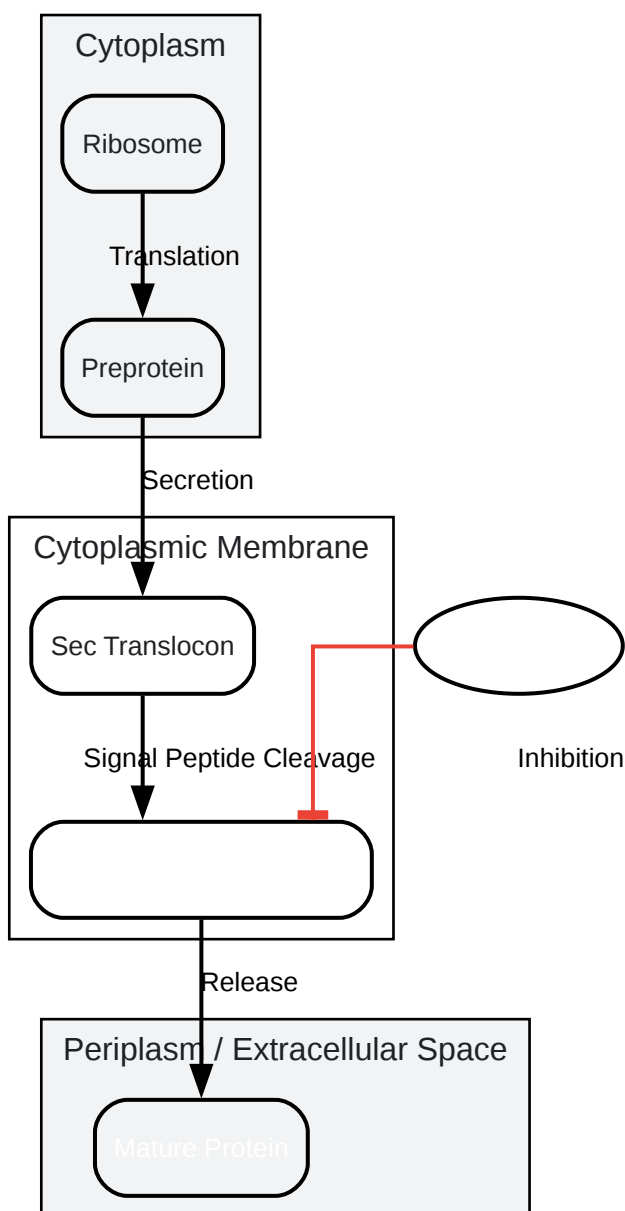 Cytoplasm
Ribosome
Translation
Preprotein
Secretion
Cytoplasmic Membrane
Sec Translocon
Signal Peptide Cleavage
Inhibition
Release
Periplasm / Extracellular Space
Mature Protein